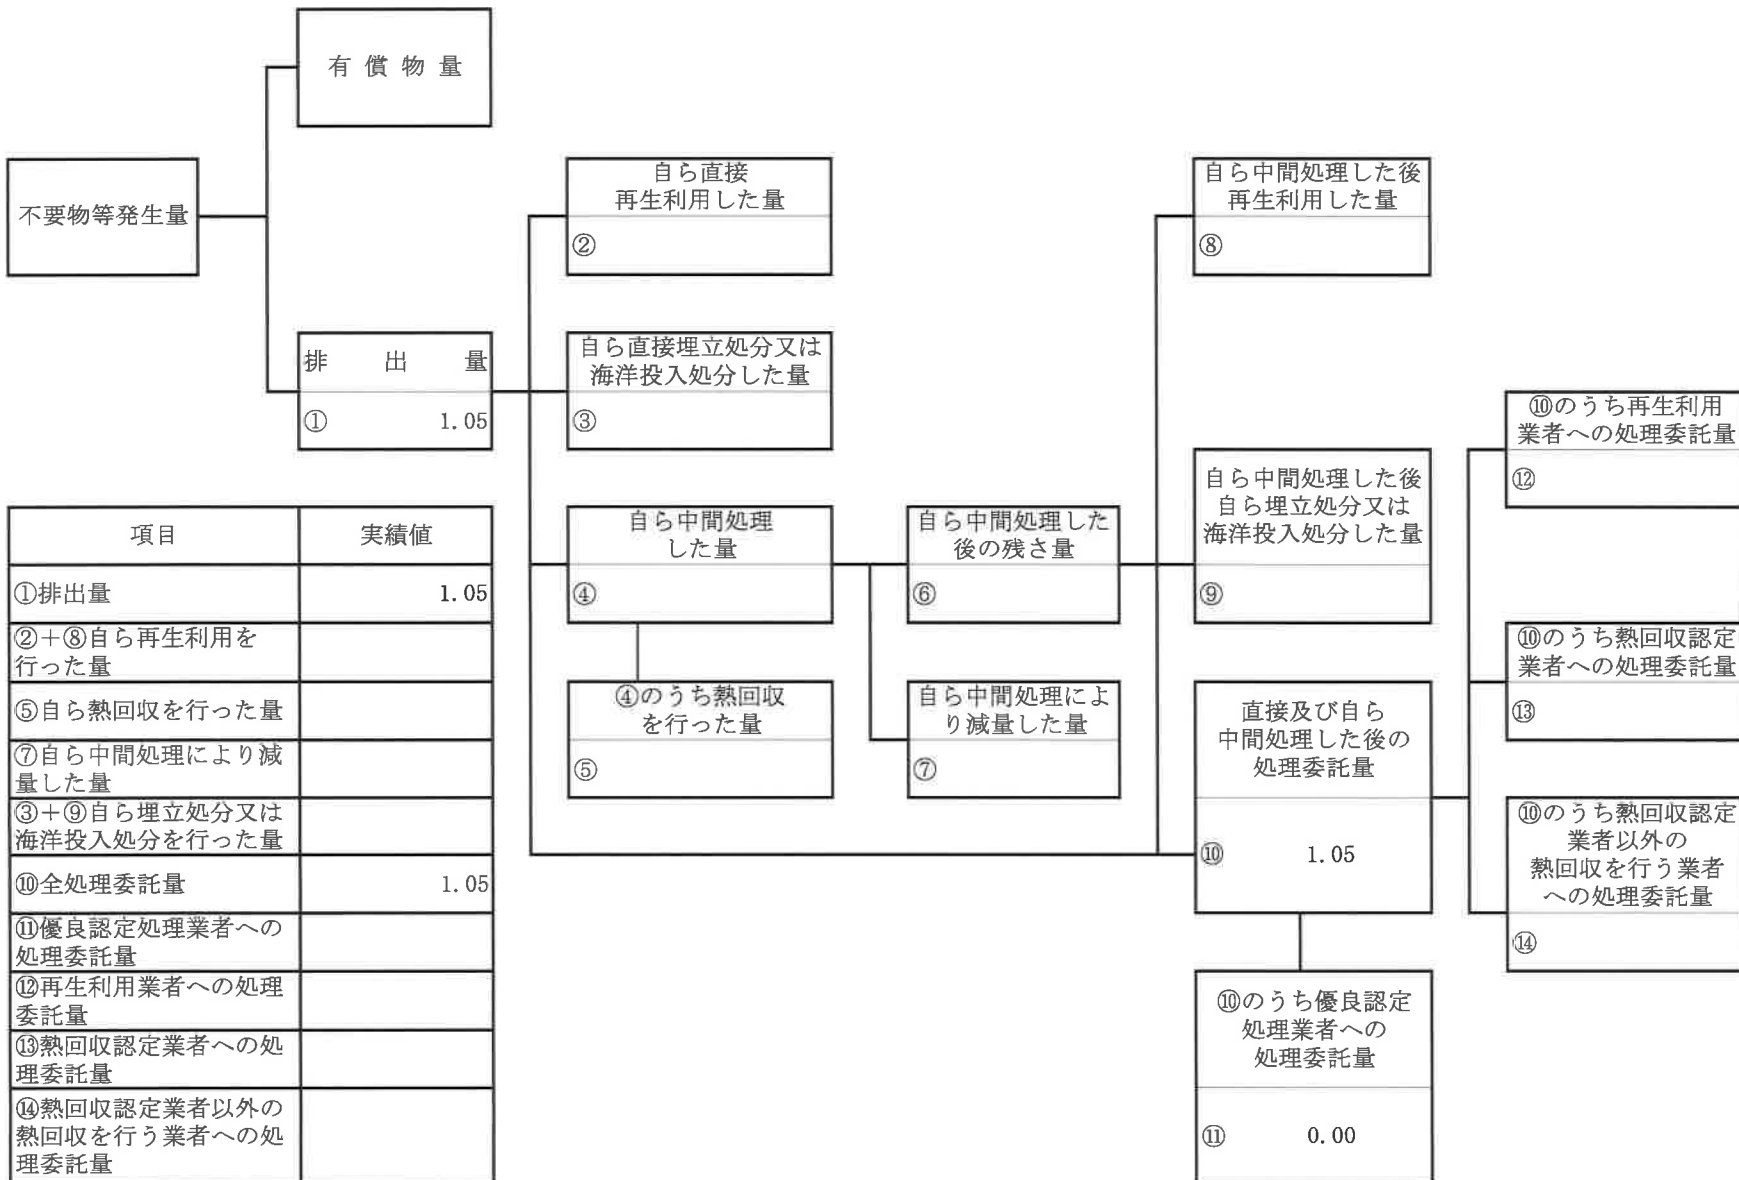 有償物量
不要物等発生量
排出量
① 1.05
自ら直接
再生利用した量
②
自ら直接埋立処分又は
海洋投入処分した量
③
自ら中間処理
した量
④
④のうち熱回収
を行った量
⑤
自ら中間処理した
後の残さ量
⑥
自ら中間処理によ
り減量した量
⑦
自ら中間処理した後
再生利用した量
⑧
自ら中間処理した後
自ら埋立処分又は
海洋投入処分した量
⑨
直接及び自ら
中間処理した後の
処理委託量
⑩ 1.05
⑩のうち優良認定
処理業者への
処理委託量
⑪ 0.00
⑩のうち再生利用
業者への処理委託量
⑫
⑩のうち熱回収認定
業者への処理委託量
⑬
⑩のうち熱回収認定
業者以外の
熱回収を行う業者
への処理委託量
⑭
項目 実績値
①排出量 1.05
②+⑧自ら再生利用を
行った量
⑤自ら熱回収を行った量
⑦自ら中間処理により減
量した量
③+⑨自ら埋立処分又は
海洋投入処分を行った量
⑩全処理委託量 1.05
⑪優良認定処理業者への
処理委託量
⑫再生利用業者への処理
委託量
⑬熱回収認定業者への処
理委託量
⑭熱回収認定業者以外の
熱回収を行う業者への処
理委託量